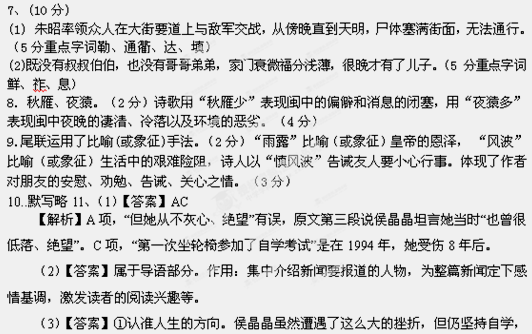 7、(10分)
(1) 朱昭率领众人在大街要道上与敌军交战，从傍晚直到天明，尸体塞满街面，无法通行。
（5分重点字词勒、通衢、达、填）
(2)既没有叔叔伯伯，也没有哥哥弟弟，家门衰微福分浅薄，很晚才有了儿子。（5 分重点字词
鲜，祚、息）
8．秋雁、夜猿。（2分）诗歌用“秋雁少”表现闽中的偏僻和消息的闭塞，用“夜猿多”
表现闽中夜晚的凄清、冷落以及环境的恶劣。（4分）
9.尾联运用了比喻(或象征)手法。（2分）“雨露”比喻(或象征)皇帝的恩泽， “风波”
比喻（或象征）生活中的艰难险阻，诗人以“慎风波”告诫友人要小心行事。体现了作者
对朋友的安慰、劝勉、告诫、关心之情。（3分）
10..默写略 11、(1)【答案】AC
【解析】A项，“但她从不灰心、绝望”有误，原文第三段说侯晶晶坦言她当时“也曾很
低落、绝望”。C项，“第一次坐轮椅参加了自学考试”是在1994年，她受伤8年后。
（2）【答案】属于导语部分。作用：集中介绍新闻要报道的人物，为整篇新闻定下感
情基调，激发读者的阅读兴趣等。
（3）【答案】①认准人生的方向。侯晶晶虽然遭遇了这么大的挫折，但仍坚持自学，